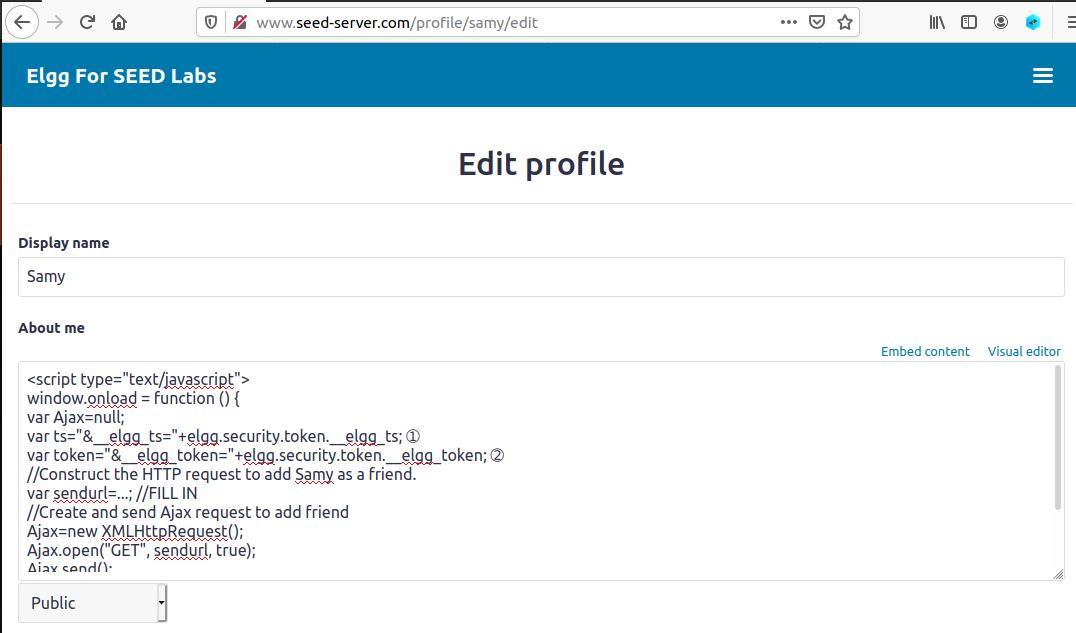 www.seed-server.com/profile/samy/edit
Elgg For SEED Labs
Edit profile
Display name
Samy
About me
Embed content Visual editor
<script type="text/javascript">
window.onload = function () {
var Ajax=null;
var ts="&__elgg_ts="+elgg.security.token.__elgg_ts; ①
var token="&__elgg_token="+elgg.security.token.__elgg_token; ②
//Construct the HTTP request to add Samy as a friend.
var sendurl=...; //FILL IN
//Create and send Ajax request to add friend
Ajax=new XMLHttpRequest();
Ajax.open("GET", sendurl, true);
Ajax.send();
Public